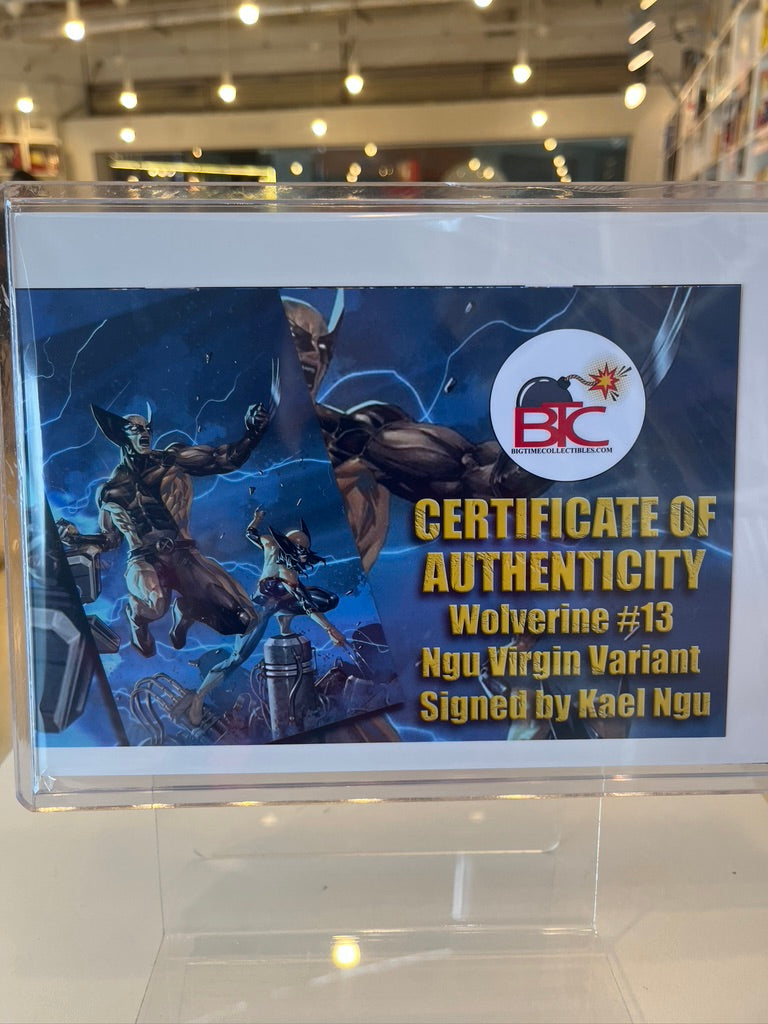 BTC
BIGTIMECOLLECTIBLES.COM
CERTIFICATE OF
AUTHENTICITY
Wolverine #13
Ngu Virgin Variant
Signed by Kael Ngu